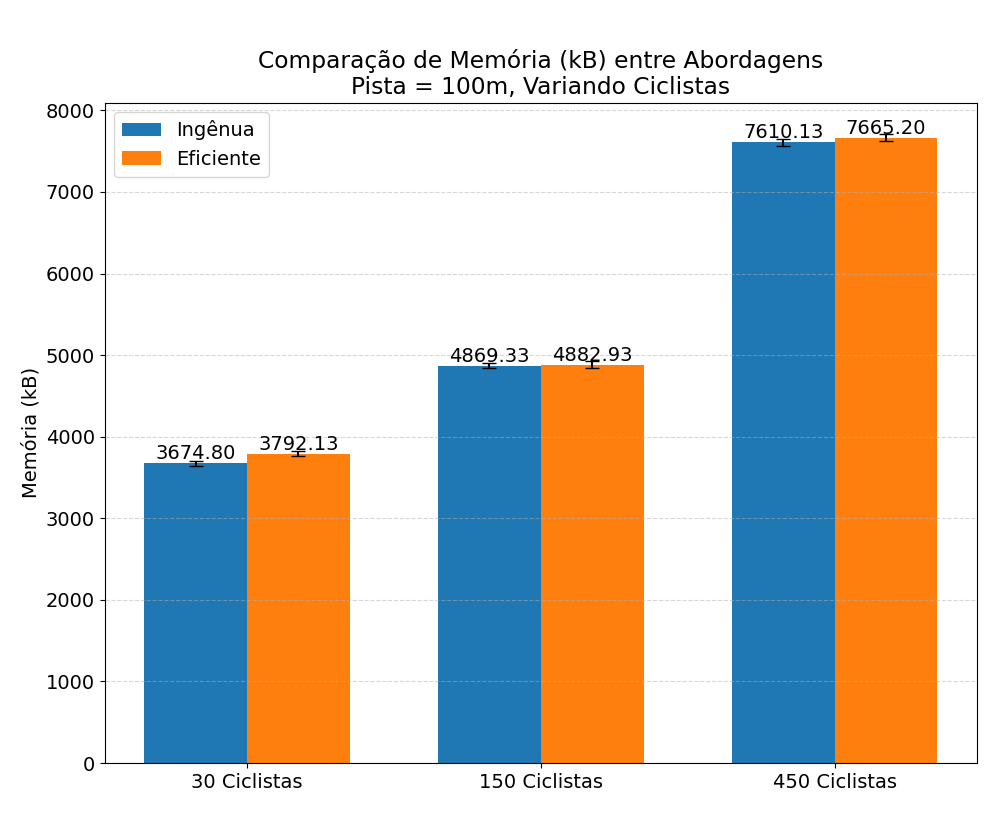 Comparação de Memória (kB) entre Abordagens
Pista = 100m, Variando Ciclistas
Ingênua
Eficiente
Memória (kB)
8000
7000
6000
5000
4000
3000
2000
1000
0
3674.80
3792.13
4869.33
4882.93
7610.13
7665.20
30 Ciclistas
150 Ciclistas
450 Ciclistas